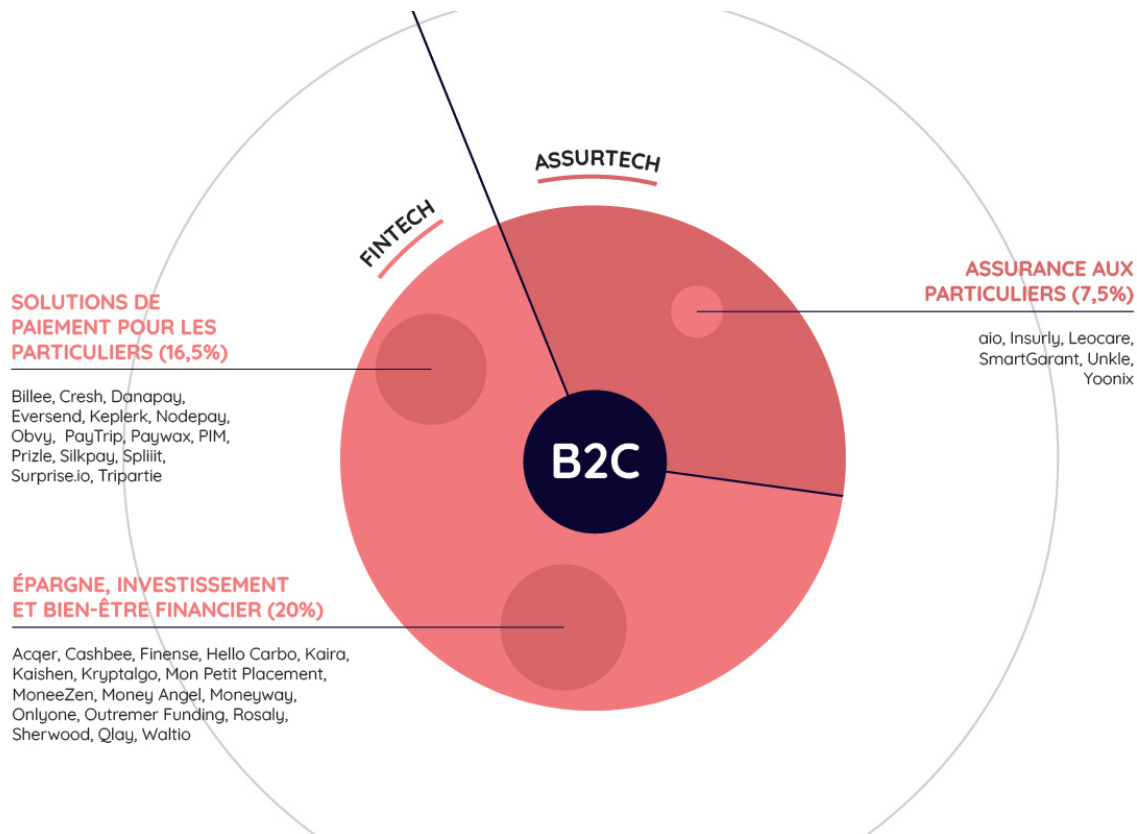 ASSURTECH
FINTECH
B2C
SOLUTIONS DE
PAIEMENT POUR LES
PARTICULIERS (16,5%)
Billee, Cresh, Danapay,
Eversend, Keplerk, Nodepay,
Obvy, PayTrip, Paywax, PIM,
Prizle, Silkpay, Spliiit,
Surprise.io, Tripartie
ASSURANCE AUX
PARTICULIERS (7,5%)
aio, Insurly, Leocare,
SmartGarant, Unkle,
Yoonix
ÉPARGNE, INVESTISSEMENT
ET BIEN-ÊTRE FINANCIER (20%)
Acqer, Cashbee, Finense, Hello Carbo, Kaira,
Kaishen, Kryptalgo, Mon Petit Placement,
MoneeZen, Money Angel, Moneyway,
Onlyone, Outremer Funding, Rosaly,
Sherwood, Qlay, Waltio